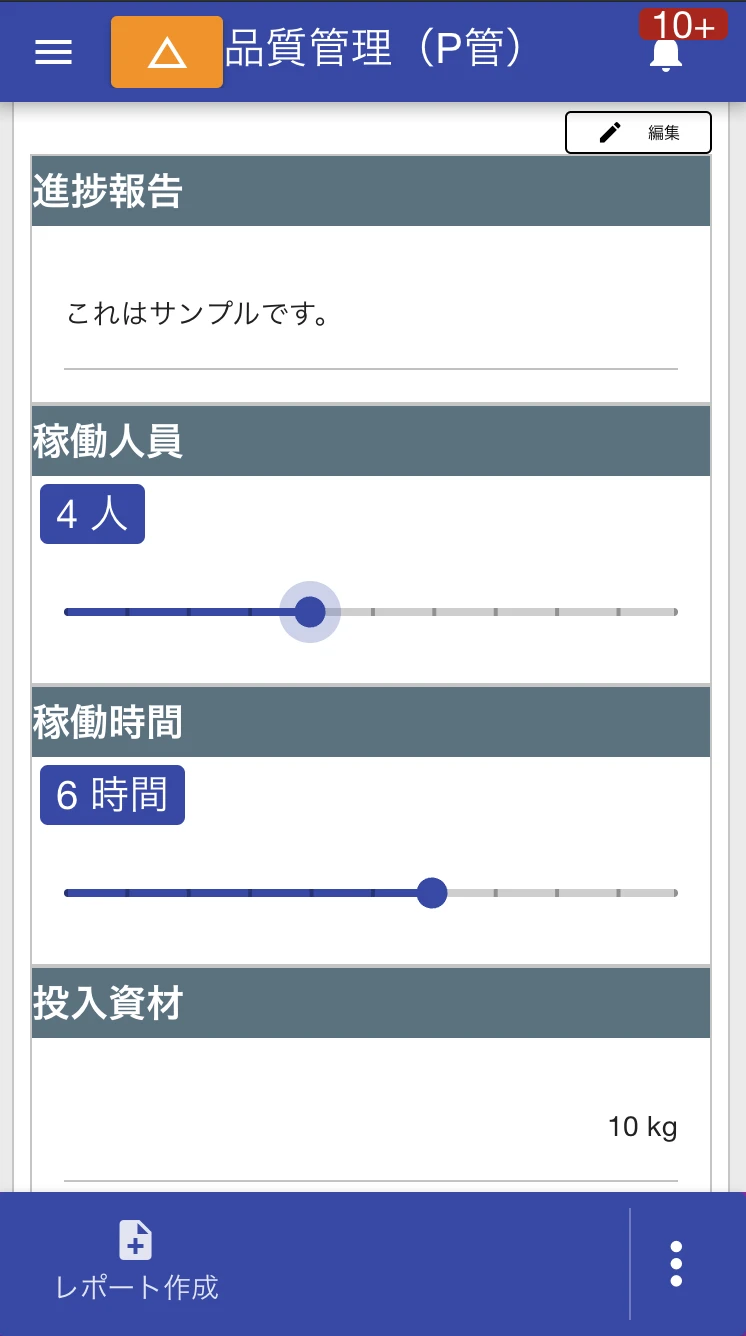 品質管理（P管）
10+
編集
進捗報告
これはサンプルです。
稼働人員
4 人
稼働時間
6 時間
投入資材
10 kg
レポート作成